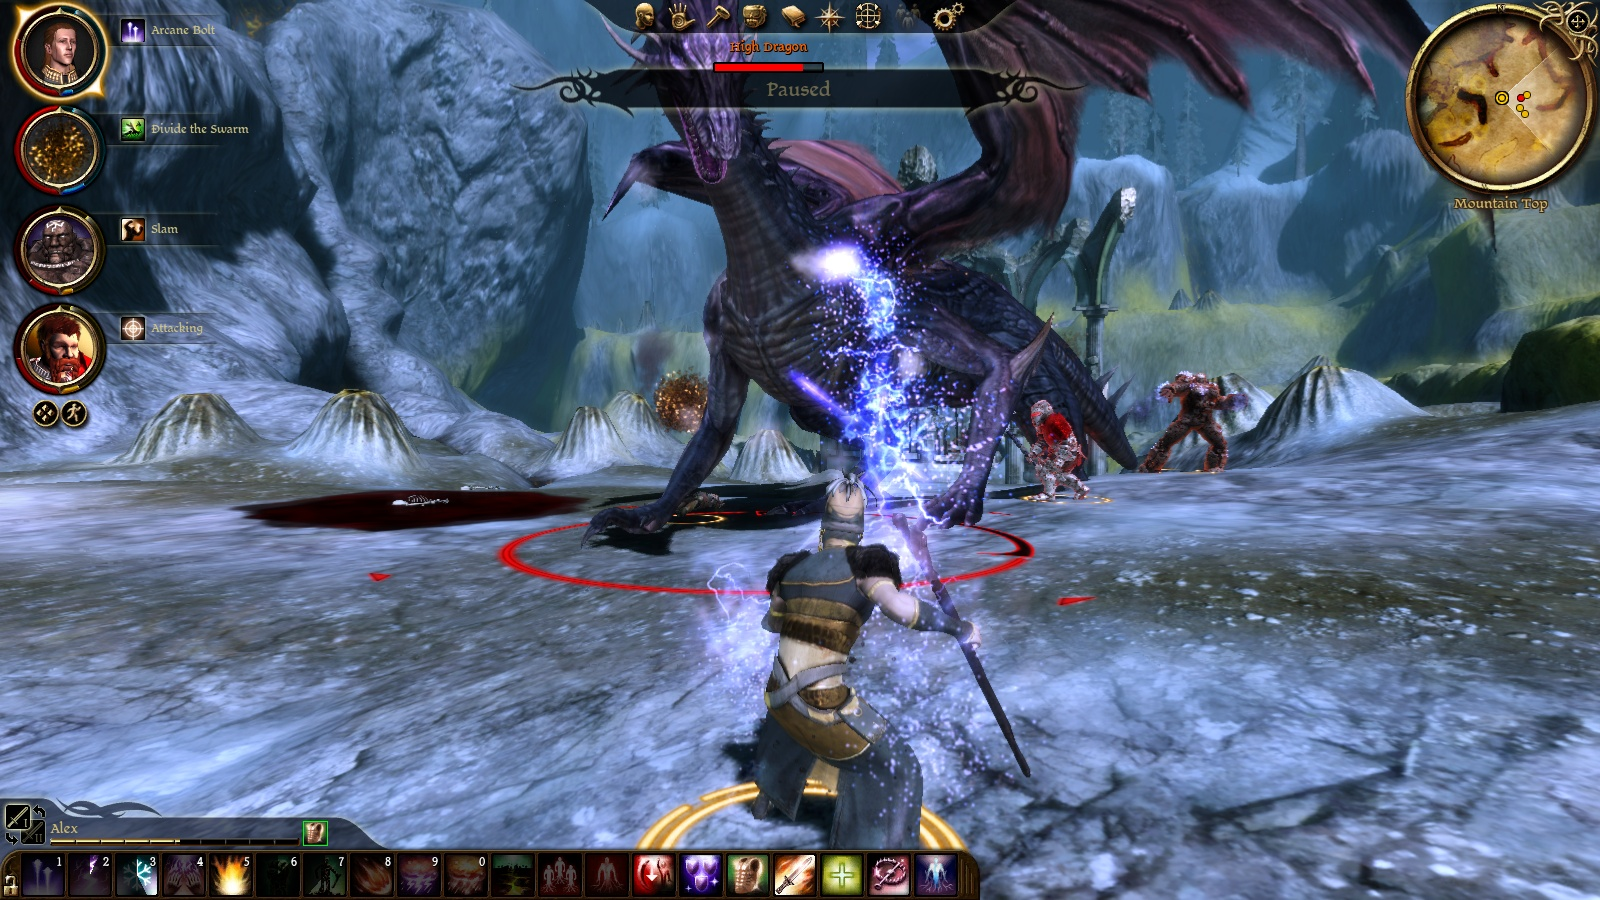 Arcane Bolt
High Dragon
Paused
Divide the Swarm
Mountain Top
Slam
Attacking
Alex
1 2 3 4 5 6 7 8 9 0